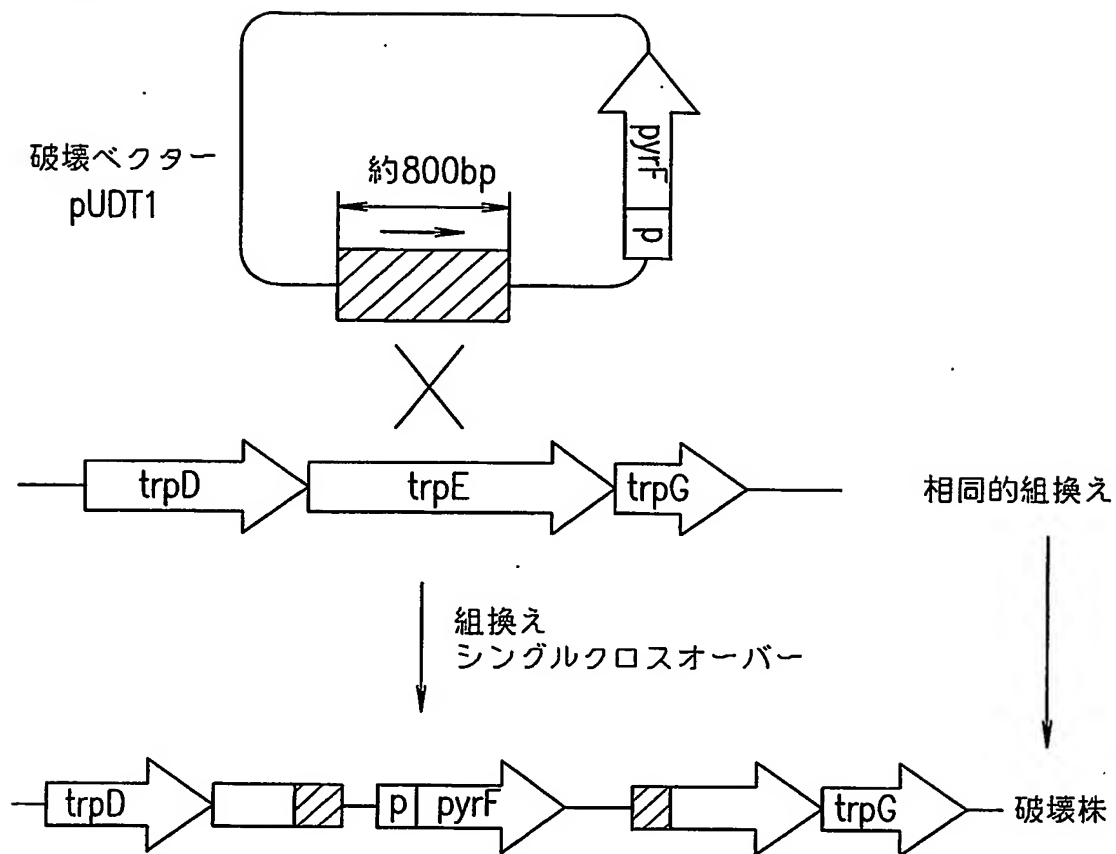 破壊ベクター
pUDT1
約800bp
pyrF
p
trpD
trpE
trpG
相同的組換え
組換え
シングルクロスオーバー
trpD
p
pyrF
trpG
破壊株